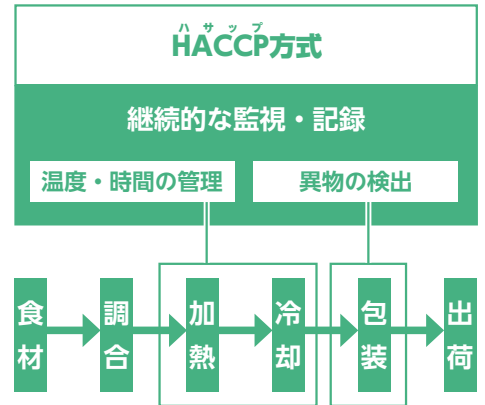 ハサップ
HACCP方式
継続的な監視・記録
温度・時間の管理
異物の検出
食材
調合
加熱
冷却
包装
出荷